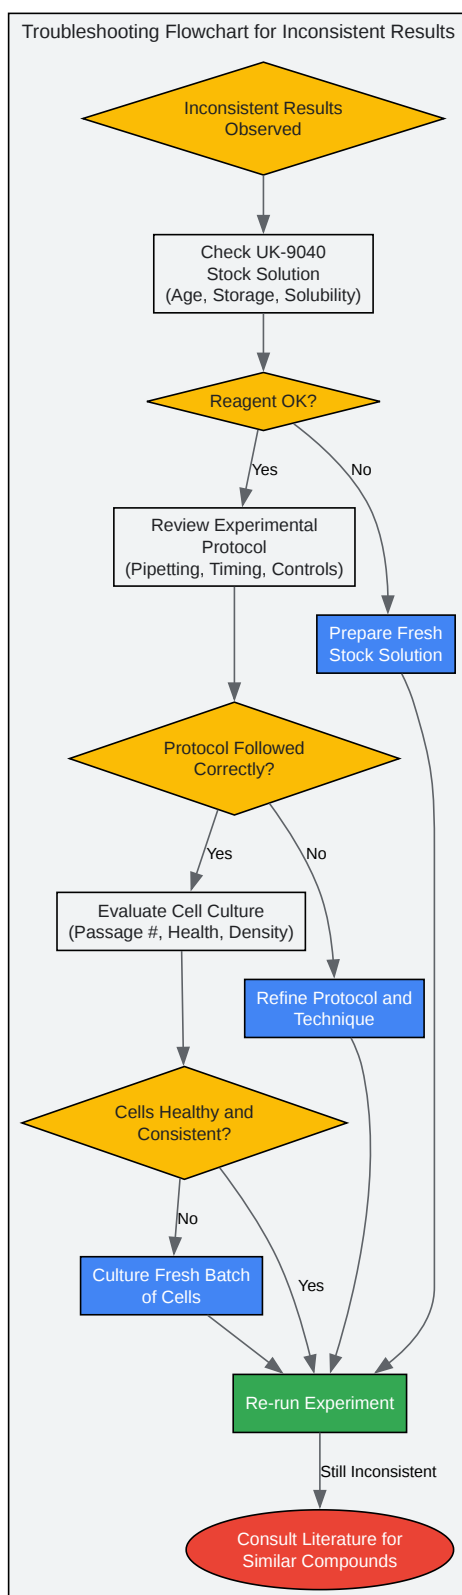 Troubleshooting Flowchart for Inconsistent Results
Inconsistent Results
Observed
Check UK-9040
Stock Solution
(Age, Storage, Solubility)
Reagent OK?
Yes
No
Review Experimental
Protocol
(Pipetting, Timing, Controls)
Prepare Fresh
Stock Solution
Protocol Followed
Correctly?
Yes
No
Evaluate Cell Culture
(Passage #, Health, Density)
Refine Protocol and
Technique
Cells Healthy and
Consistent?
No
Yes
Culture Fresh Batch
of Cells
Re-run Experiment
Still Inconsistent
Consult Literature for
Similar Compounds